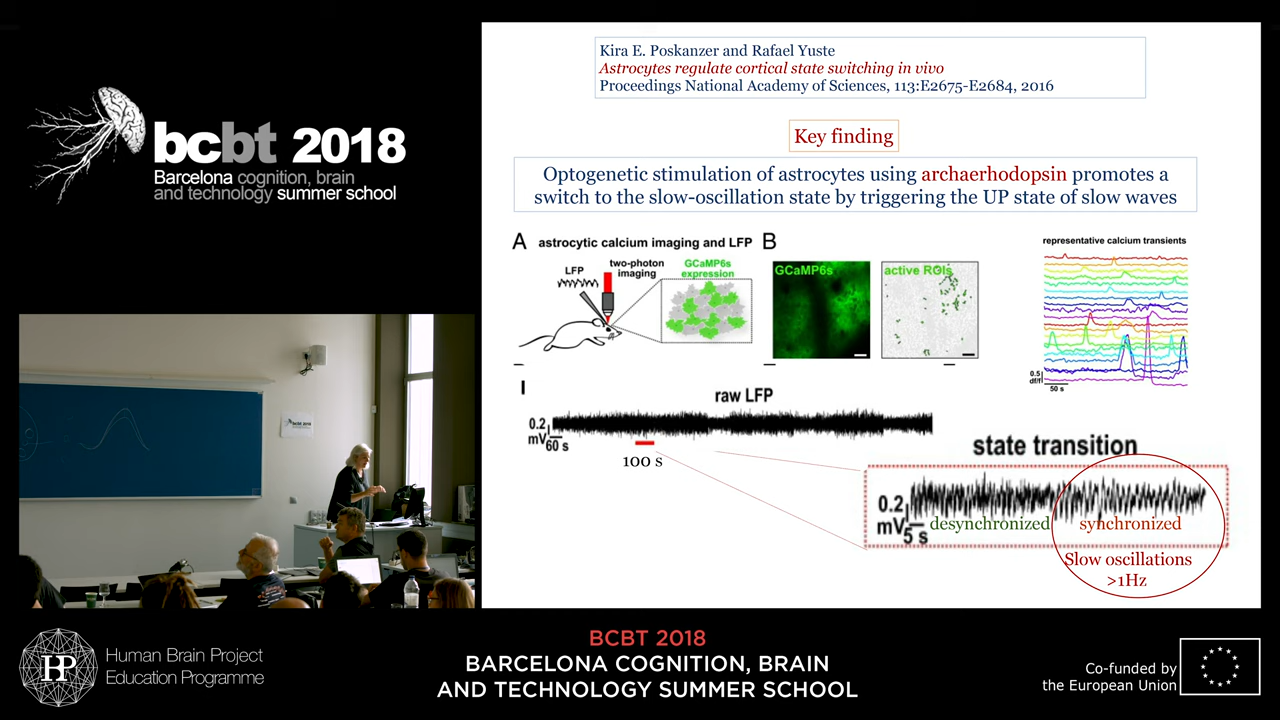 bcbt 2018
Barcelona cognition, brain
and technology summer school
Kira E. Poskanzer and Rafael Yuste
Astrocytes regulate cortical state switching in vivo
Proceedings National Academy of Sciences, 113:E2675-E2684, 2016
Key finding
Optogenetic stimulation of astrocytes using archaerhodopsin promotes a
switch to the slow-oscillation state by triggering the UP state of slow waves
A astrocytic calcium imaging and LFP
LFP
two-photon
imaging
GCaMP6s
expression
B
GCaMP6s
active ROIs
representative calcium transients
0.5
df/f
50 s
I
raw LFP
0.2
mV
60 s
100 s
state transition
0.2
mV
5 s
desynchronized
synchronized
Slow oscillations
>1Hz
bcbt 2018
HP
Human Brain Project
Education Programme
BCBT 2018
BARCELONA COGNITION, BRAIN
AND TECHNOLOGY SUMMER SCHOOL
Co-funded by
the European Union